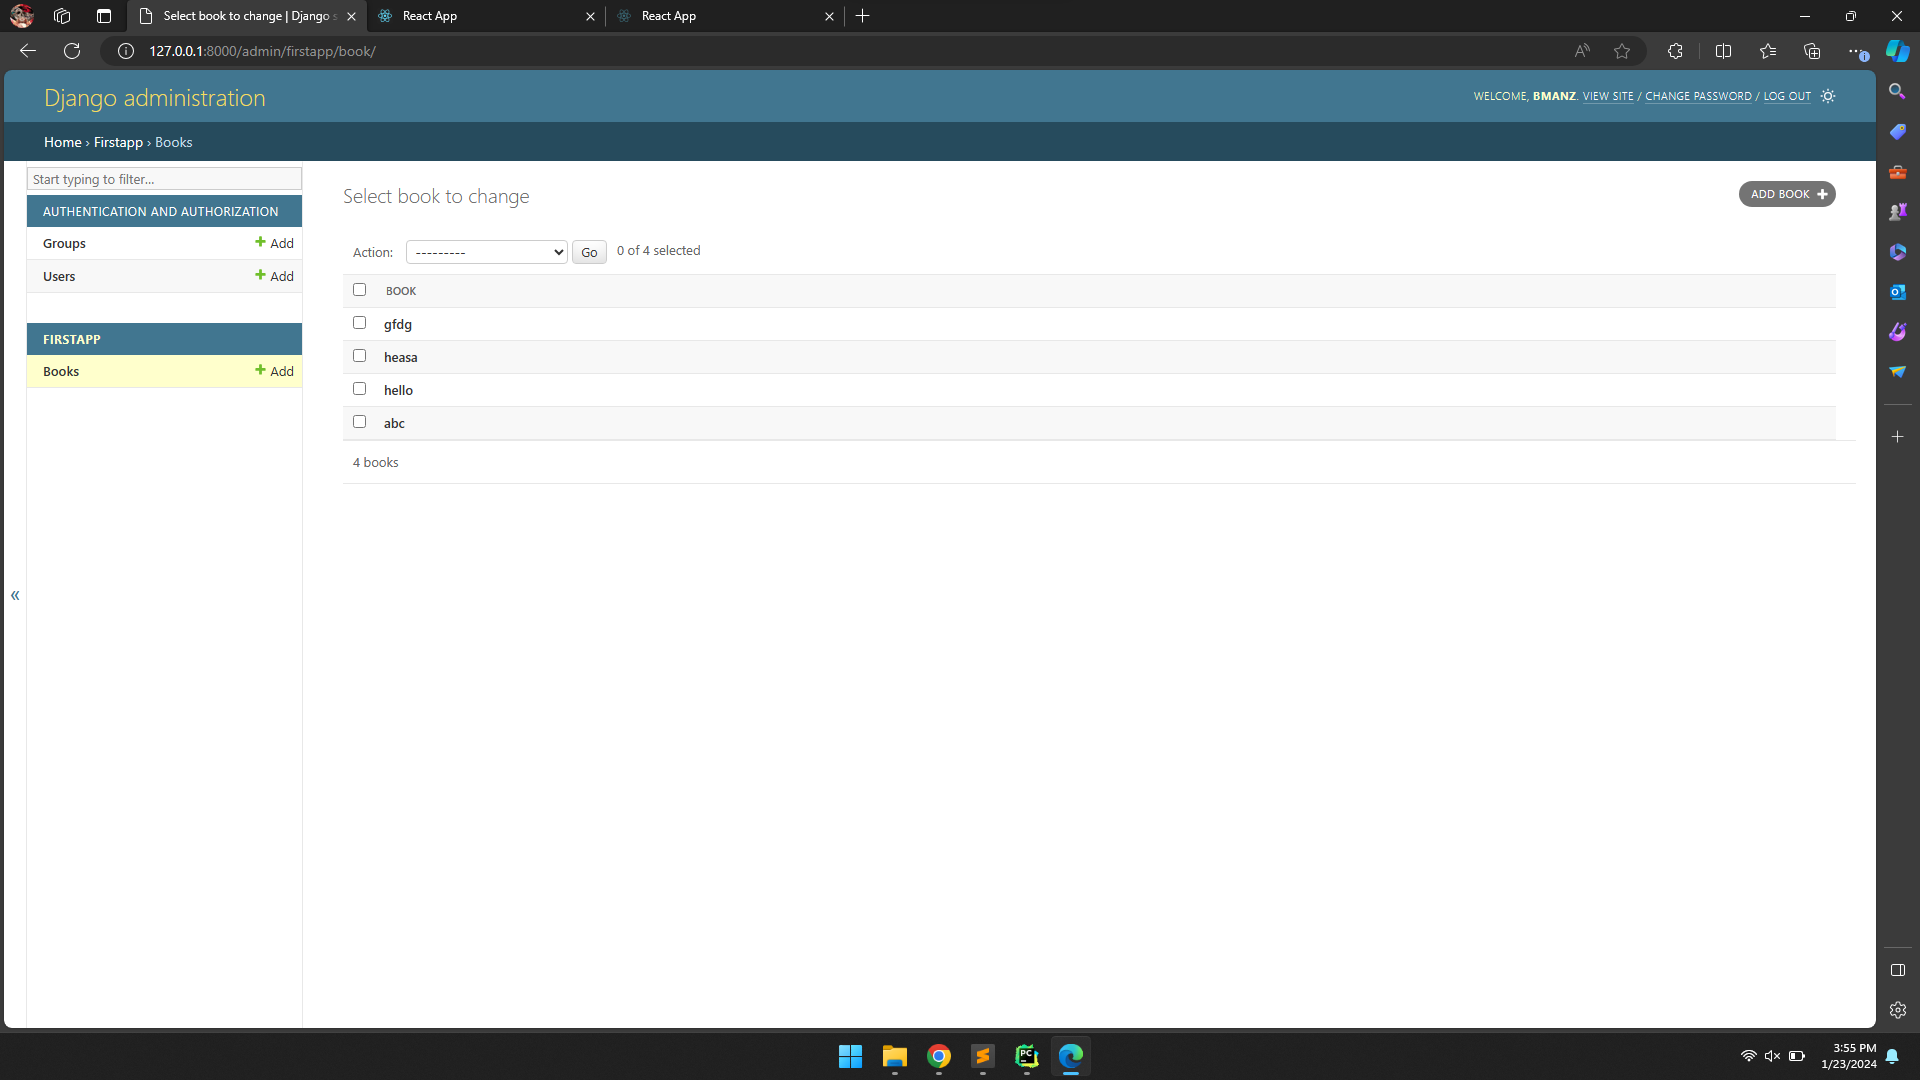 Select book to change | Django s
React App
React App
127.0.0.1:8000/admin/firstapp/book/
Django administration
WELCOME, BMANZ. VIEW SITE / CHANGE PASSWORD / LOG OUT
Home › Firstapp › Books
Start typing to filter...
AUTHENTICATION AND AUTHORIZATION
Groups + Add
Users + Add
FIRSTAPP
Books + Add
«
Select book to change
ADD BOOK +
Action: --------- Go 0 of 4 selected
BOOK
gfdg
heasa
hello
abc
4 books
3:55 PM
1/23/2024